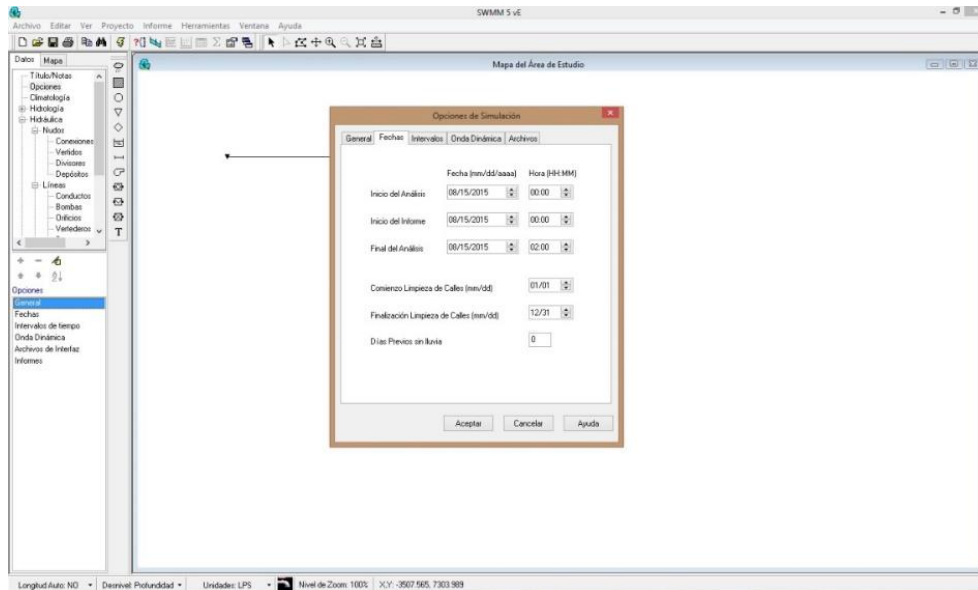 SWMM 5 vE
Archivo Editar Ver Proyecto Informe Herramientas Ventana Ayuda
Datos Mapa
Título/Notas
Opciones
Climatología
Hidrología
Hidráulica
Nudos
Conexiones
Vertidos
Divisores
Depósitos
Líneas
Conductos
Bombas
Orificios
Vertederos
Opciones
General
Fechas
Intervalos de tiempo
Onda Dinámica
Archivos de Interfaz
Informes
T
Mapa del Área de Estudio
Opciones de Simulación
General Fechas Intervalos Onda Dinámica Archivos
Fecha (mm/dd/aaaa) Hora (HH:MM)
Inicio del Análisis 08/15/2015 00:00
Inicio del Informe 08/15/2015 00:00
Final del Análisis 08/15/2015 02:00
Comienzo Limpieza de Calles (mm/dd) 01/01
Finalización Limpieza de Calles (mm/dd) 12/31
Días Previos sin lluvia 0
Aceptar Cancelar Ayuda
Longitud Auto: NO Desnivel: Profundidad Unidades: LPS Nivel de Zoom: 100% X,Y: -3507.565, 7303.989